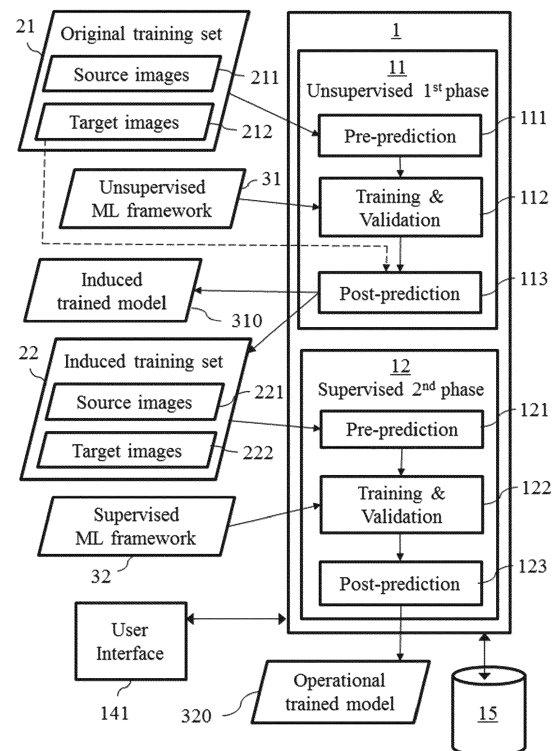 21
Original training set
Source images
211
Target images
212
Unsupervised
ML framework
31
Induced
trained model
310
22
Induced training set
Source images
221
Target images
222
Supervised
ML framework
32
User
Interface
141
1
11
Unsupervised 1st phase
Pre-prediction
111
Training &
Validation
112
Post-prediction
113
12
Supervised 2nd phase
Pre-prediction
121
Training &
Validation
122
Post-prediction
123
Operational
trained model
320
15